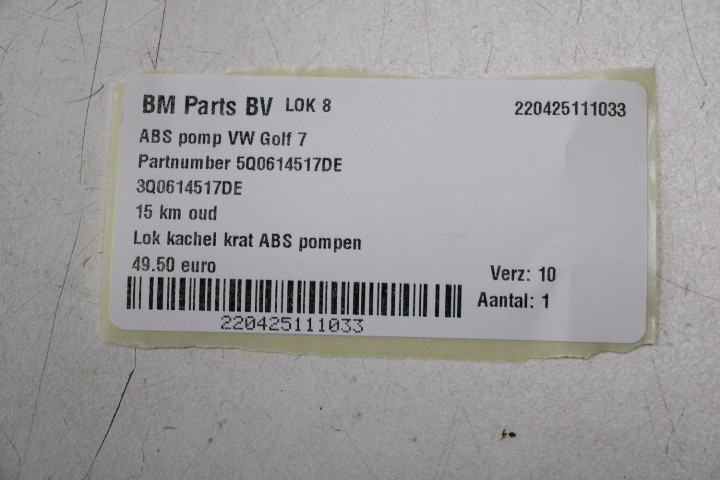 BM Parts BV LOK 8 220425111033
ABS pomp VW Golf 7
Partnumber 5Q0614517DE
3Q0614517DE
15 km oud
Lok kachel krat ABS pompen
49.50 euro Verz: 10
Aantal: 1
220425111033